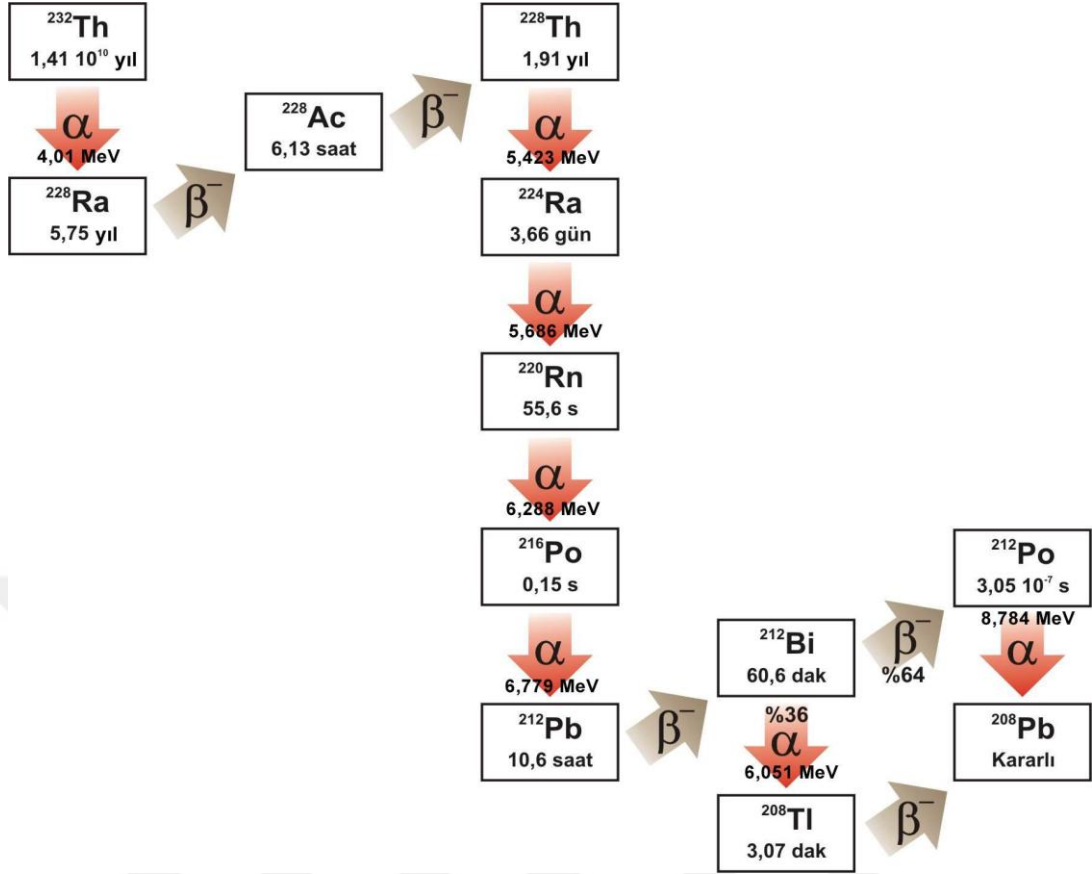 ²³²Th
1,41 10¹⁰ yıl
α
4,01 MeV
²²⁸Ra
5,75 yıl
β⁻
²²⁸Ac
6,13 saat
β⁻
²²⁸Th
1,91 yıl
α
5,423 MeV
²²⁴Ra
3,66 gün
α
5,686 MeV
²²⁰Rn
55,6 s
α
6,288 MeV
²¹⁶Po
0,15 s
α
6,779 MeV
²¹²Pb
10,6 saat
β⁻
²¹²Bi
60,6 dak
β⁻
%64
²¹²Po
3,05 10⁻⁷ s
8,784 MeV
α
%36
α
6,051 MeV
²⁰⁸Tl
3,07 dak
β⁻
²⁰⁸Pb
Kararlı